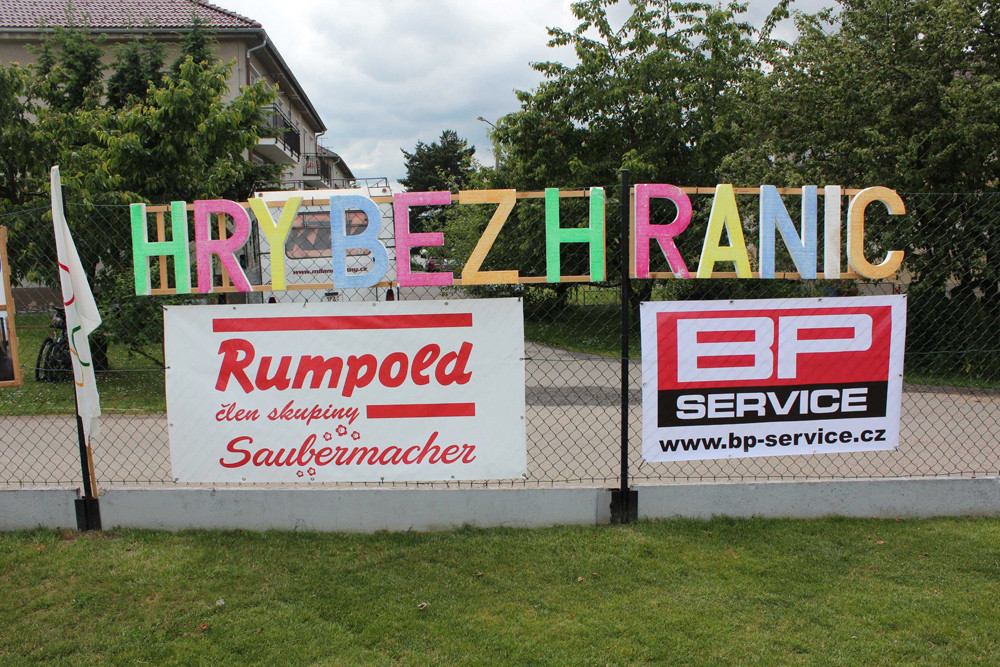 HRY BEZ HRANIC
Rumpold
člen skupiny
Saubermacher
BP
SERVICE
www.bp-service.cz